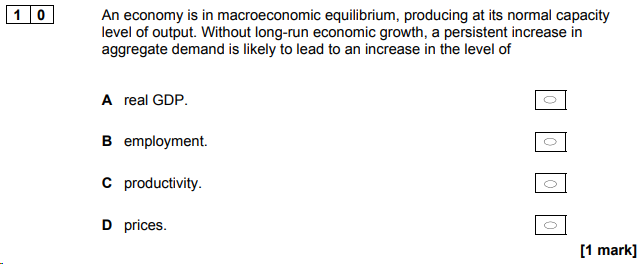 1 0
An economy is in macroeconomic equilibrium, producing at its normal capacity
level of output. Without long-run economic growth, a persistent increase in
aggregate demand is likely to lead to an increase in the level of
A real GDP.
B employment.
C productivity.
D prices.
[1 mark]